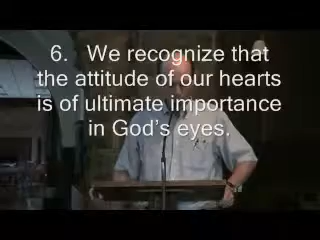 6. We recognize that
the attitude of our hearts
is of ultimate importance
in God's eyes.